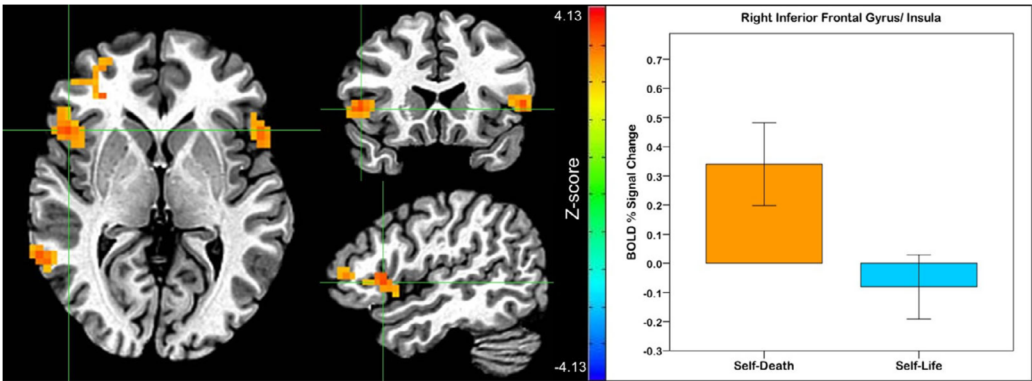 4.13
Z-score
-4.13
Right Inferior Frontal Gyrus/ Insula
BOLD % Signal Change
0.7
0.6
0.5
0.4
0.3
0.2
0.1
0.0
-0.1
-0.2
-0.3
Self-Death
Self-Life